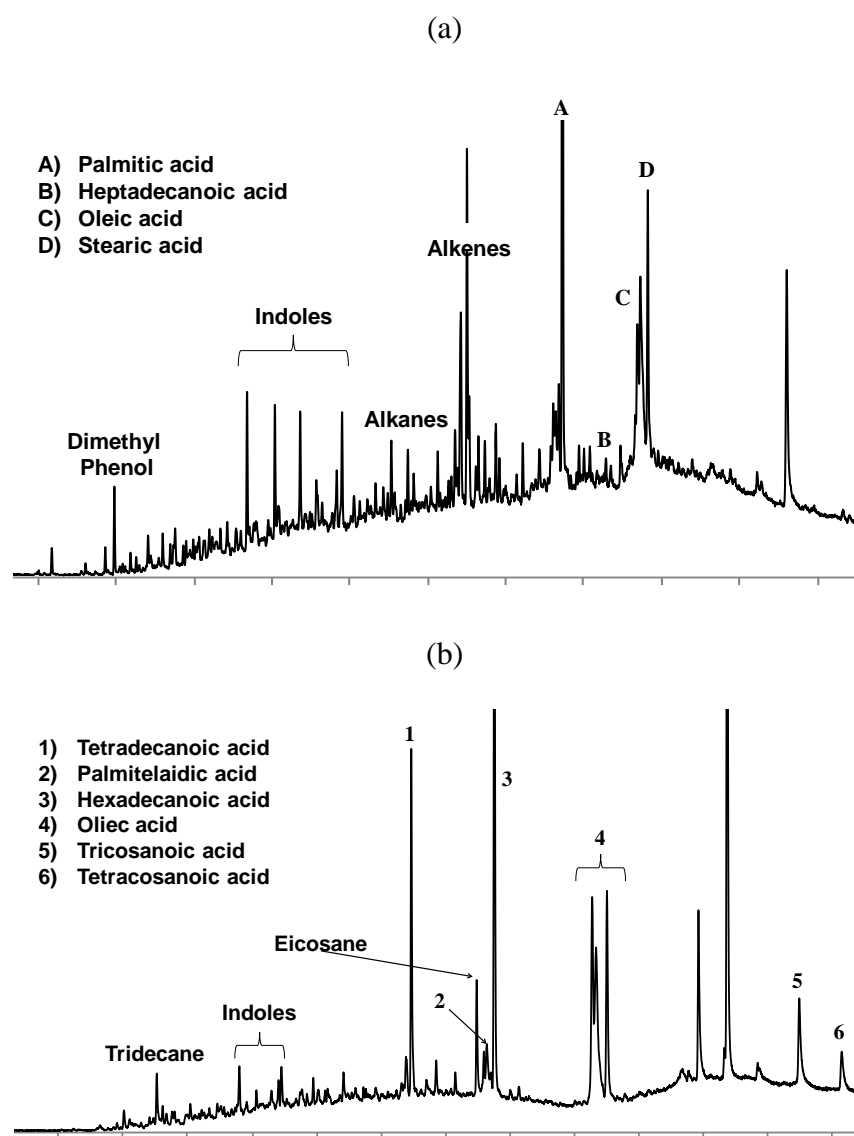 (a)
A) Palmitic acid
B) Heptadecanoic acid
C) Oleic acid
D) Stearic acid
A
D
Alkenes
C
Indoles
Alkanes
B
Dimethyl
Phenol
(b)
1) Tetradecanoic acid
2) Palmitelaidic acid
3) Hexadecanoic acid
4) Oliec acid
5) Tricosanoic acid
6) Tetracosanoic acid
1
3
4
Eicosane
2
5
Indoles
6
Tridecane